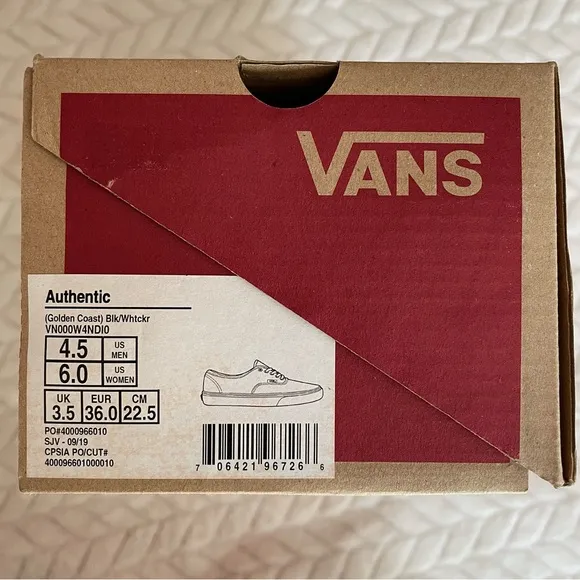 VANS
Authentic
(Golden Coast) Blk/Whtckr
VN000W4NDI0
4.5 US MEN
6.0 US WOMEN
UK EUR CM
3.5 36.0 22.5
PO#4000966010
SJV - 09/19
CPSIA PO/CUT#
400096601000010
7 06421 96726 6